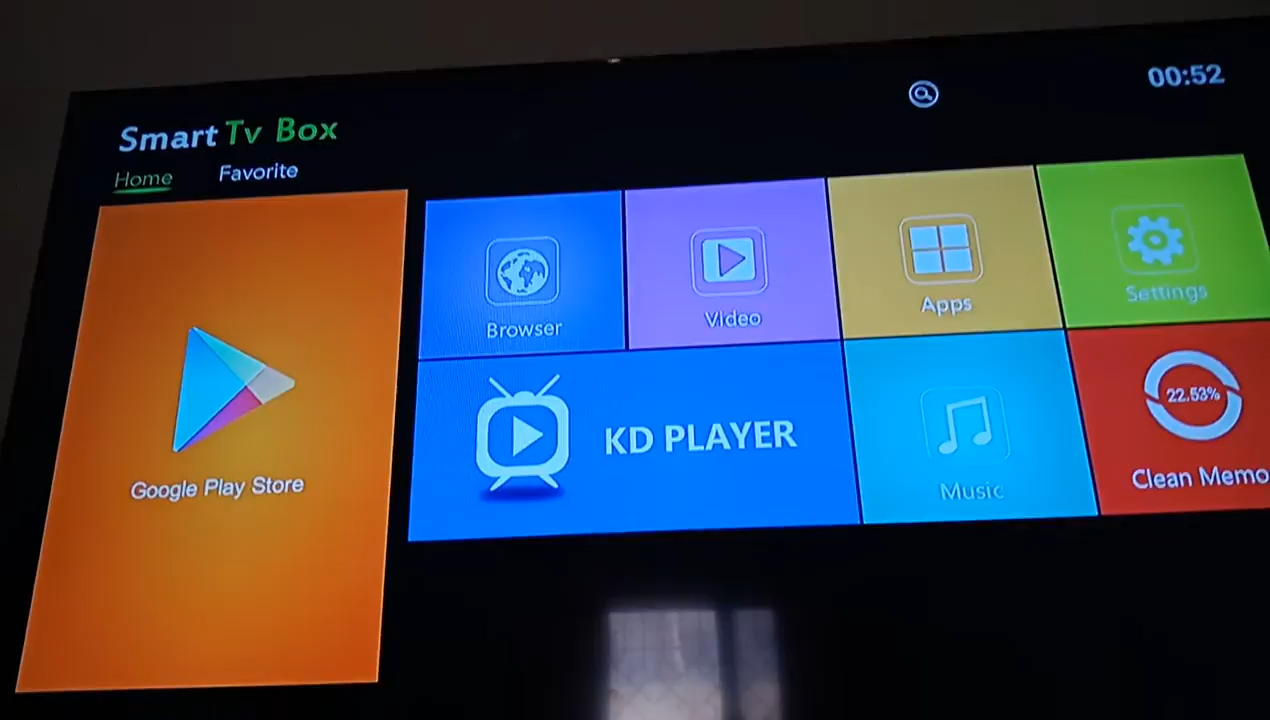 00:52
Smart Tv Box
Home Favorite
Google Play Store
Browser
Video
Apps
Settings
KD PLAYER
Music
22.53%
Clean Memo